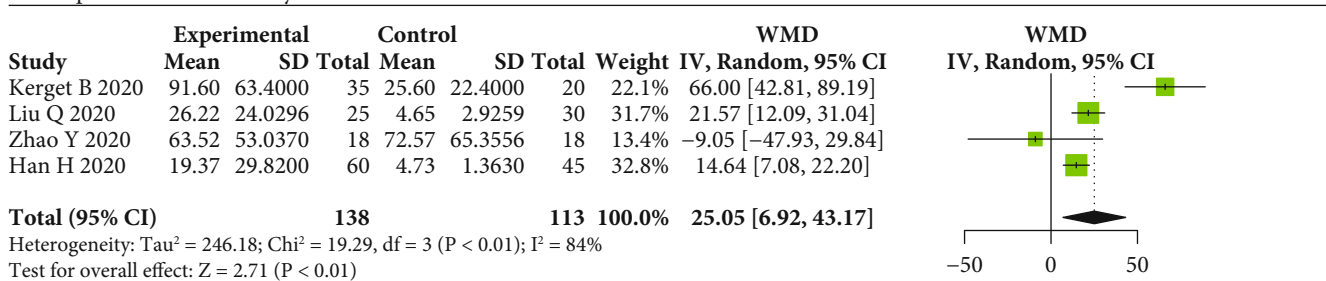 Experimental Control WMD WMD
Study Mean SD Total Mean SD Total Weight IV, Random, 95% CI IV, Random, 95% CI
Kerget B 2020 91.60 63.4000 35 25.60 22.4000 20 22.1% 66.00 [42.81, 89.19]
Liu Q 2020 26.22 24.0296 25 4.65 2.9259 30 31.7% 21.57 [12.09, 31.04]
Zhao Y 2020 63.52 53.0370 18 72.57 65.3556 18 13.4% −9.05 [−47.93, 29.84]
Han H 2020 19.37 29.8200 60 4.73 1.3630 45 32.8% 14.64 [7.08, 22.20]
Total (95% CI) 138 113 100.0% 25.05 [6.92, 43.17]
Heterogeneity: Tau² = 246.18; Chi² = 19.29, df = 3 (P < 0.01); I² = 84%
Test for overall effect: Z = 2.71 (P < 0.01)
−50 0 50